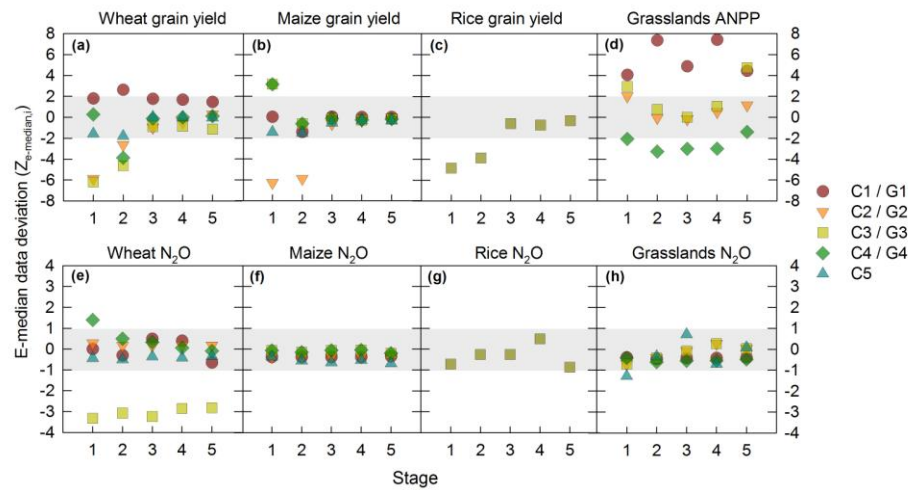 Wheat grain yield Maize grain yield Rice grain yield Grasslands ANPP
(a) (b) (c) (d)
8 8
6 6
4 4
2 2
0 0
-2 -2
-4 -4
-6 -6
-8 -8
1 2 3 4 5 1 2 3 4 5 1 2 3 4 5 1 2 3 4 5
E-median data deviation (Z e-median,)
C1 / G1
C2 / G2
C3 / G3
C4 / G4
C5
Wheat N₂O Maize N₂O Rice N₂O Grasslands N₂O
(e) (f) (g) (h)
4 4
3 3
2 2
1 1
0 0
-1 -1
-2 -2
-3 -3
-4 -4
1 2 3 4 5 1 2 3 4 5 1 2 3 4 5 1 2 3 4 5
Stage